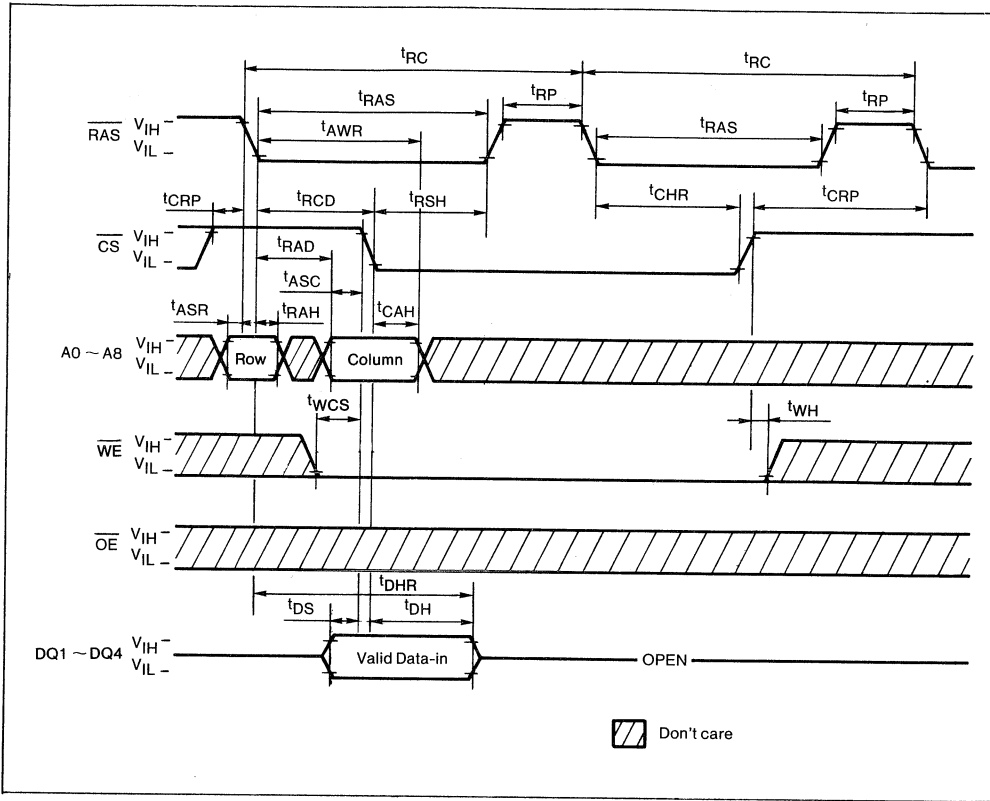 tRC tRC
tRAS tRP tRAS tRP
tAWR
RAS VIH VIL
tCRP tRCD tRSH tCHR tCRP
CS VIH VIL
tRAD
tASC
tASR tRAH tCAH
A0 ~ A8 VIH VIL Row Column
tWCS tWH
WE VIH VIL
OE VIH VIL
tDHR
tDS tDH
DQ1 ~ DQ4 VIH VIL Valid Data-in OPEN
Don't care